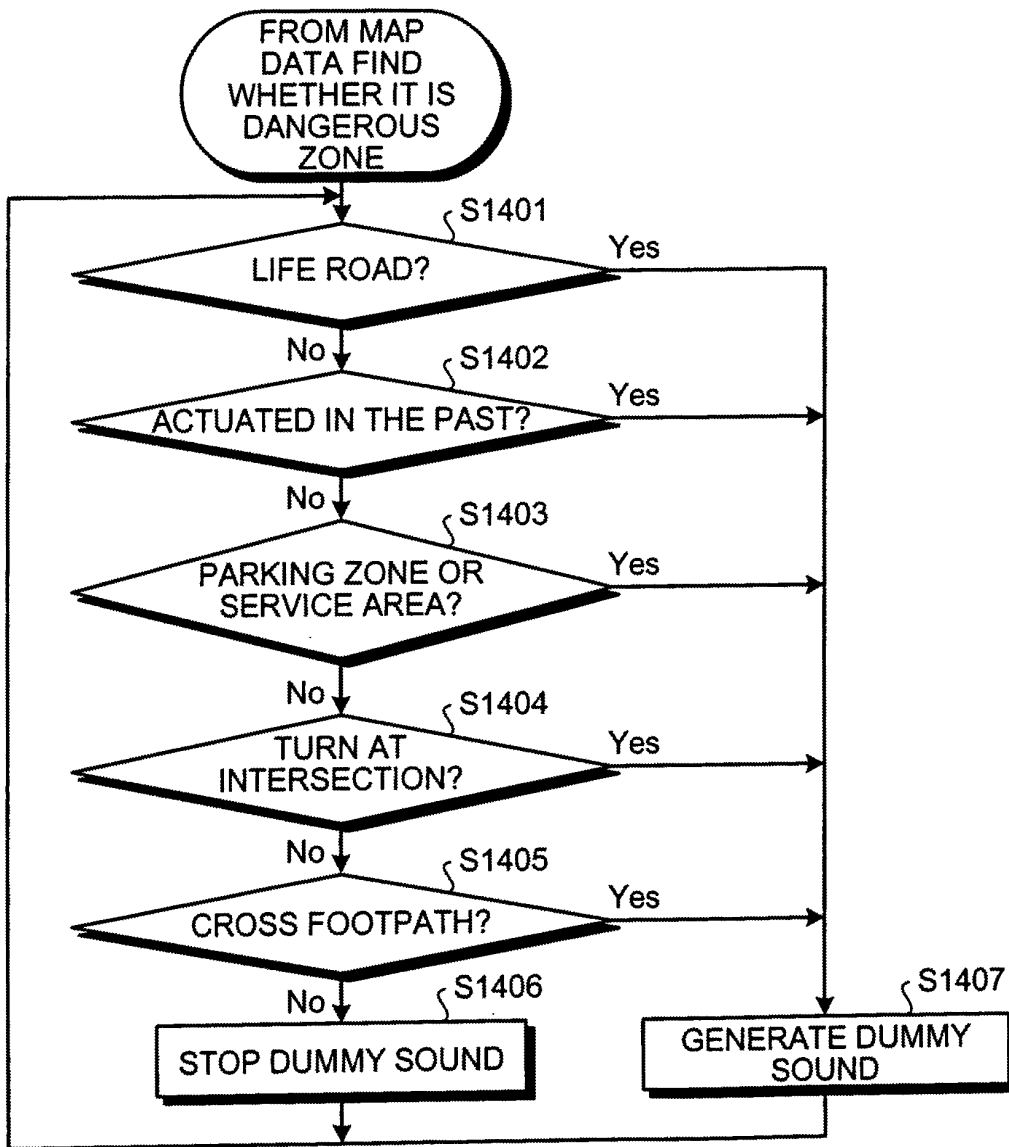 FROM MAP
DATA FIND
WHETHER IT IS
DANGEROUS
ZONE
S1401
LIFE ROAD?
Yes
No
S1402
ACTUATED IN THE PAST?
Yes
No
S1403
PARKING ZONE OR
SERVICE AREA?
Yes
No
S1404
TURN AT
INTERSECTION?
Yes
No
S1405
CROSS FOOTPATH?
Yes
No
S1406
STOP DUMMY SOUND
S1407
GENERATE DUMMY
SOUND